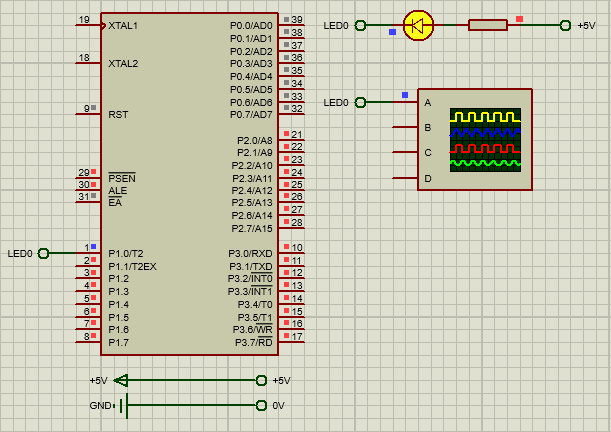 19 XTAL1 P0.0/AD0 39
P0.1/AD1 38
P0.2/AD2 37
18 XTAL2 P0.3/AD3 36
P0.4/AD4 35
P0.5/AD5 34
P0.6/AD6 33
9 RST P0.7/AD7 32
P2.0/A8 21
P2.1/A9 22
P2.2/A10 23
29 PSEN P2.3/A11 24
30 ALE P2.4/A12 25
31 EA P2.5/A13 26
P2.6/A14 27
P2.7/A15 28
LED0 1 P1.0/T2 P3.0/RXD 10
2 P1.1/T2EX P3.1/TXD 11
3 P1.2 P3.2/INT0 12
4 P1.3 P3.3/INT1 13
5 P1.4 P3.4/T0 14
6 P1.5 P3.5/T1 15
7 P1.6 P3.6/WR 16
8 P1.7 P3.7/RD 17
+5V +5V
GND 0V
LED0 +5V
LED0 A
B
C
D